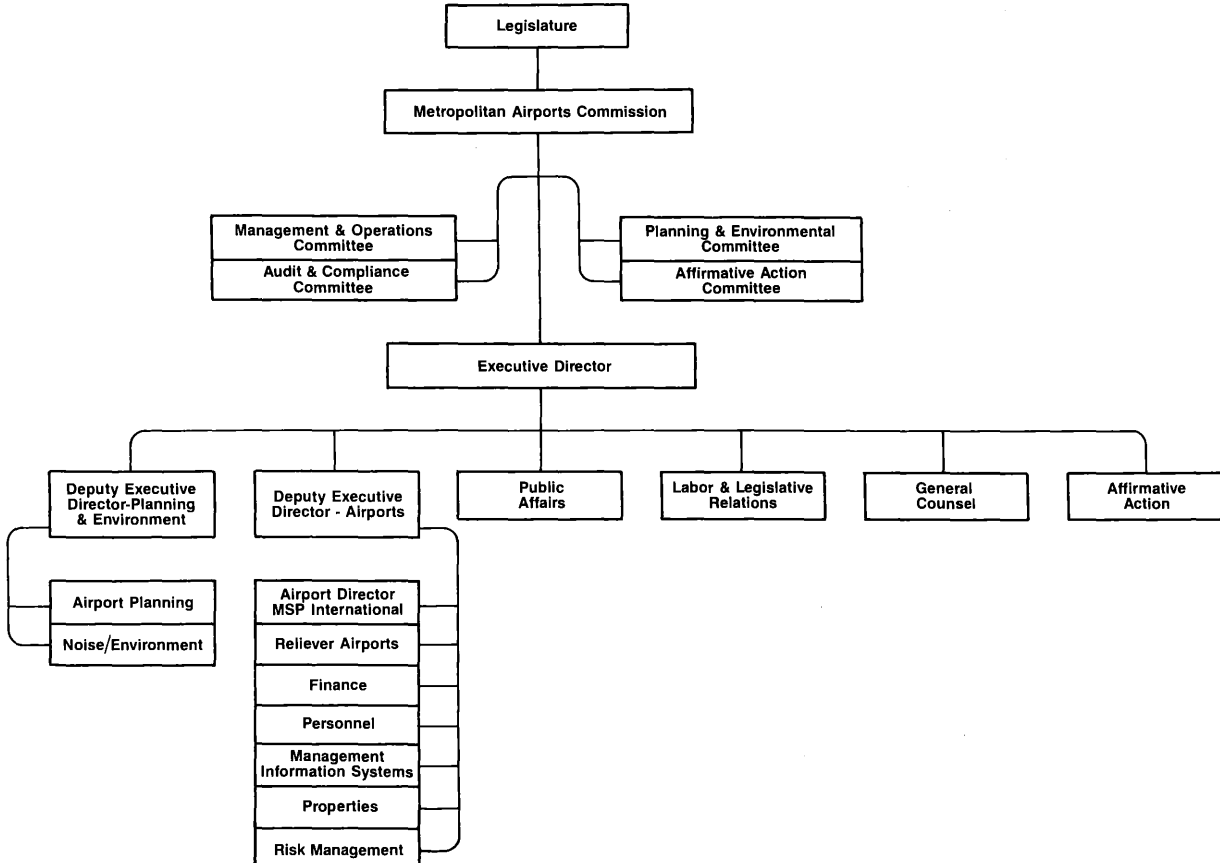 Legislature
Metropolitan Airports Commission
Management & Operations
Committee
Audit & Compliance
Committee
Planning & Environmental
Committee
Affirmative Action
Committee
Executive Director
Deputy Executive
Director-Planning
& Environment
Deputy Executive
Director - Airports
Public
Affairs
Labor & Legislative
Relations
General
Counsel
Affirmative
Action
Airport Planning
Noise/Environment
Airport Director
MSP International
Reliever Airports
Finance
Personnel
Management
Information Systems
Properties
Risk Management